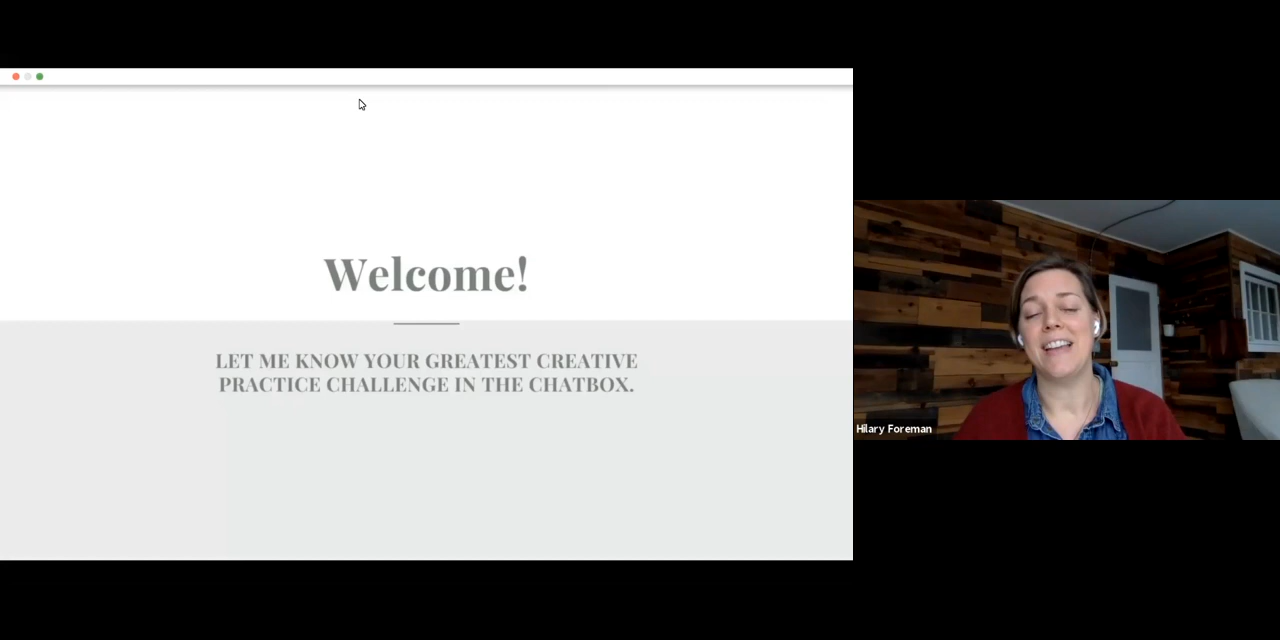 Welcome!
LET ME KNOW YOUR GREATEST CREATIVE
PRACTICE CHALLENGE IN THE CHATBOX.
Hilary Foreman